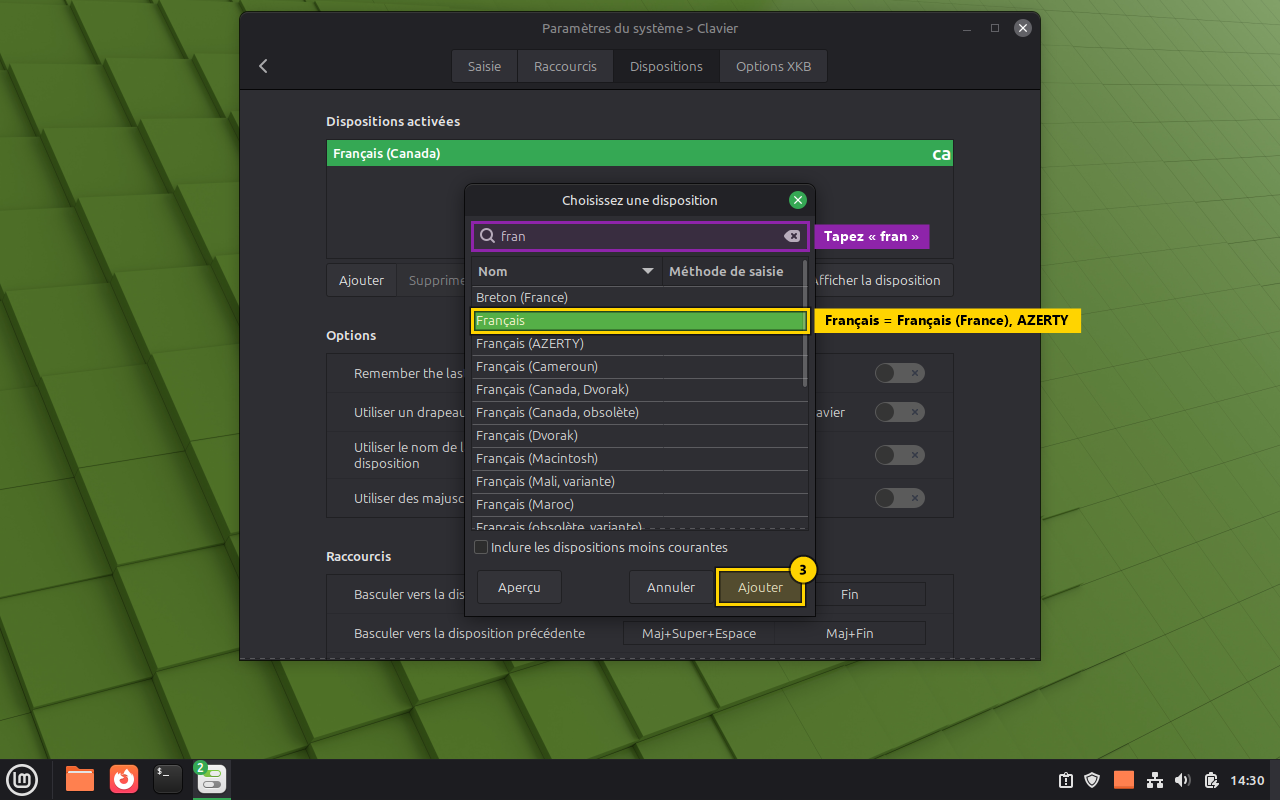 Paramètres du système > Clavier
Saisie
Raccourcis
Dispositions
Options XKB
Dispositions activées
Français (Canada)
ca
Choisissez une disposition
fran
Tapez « fran »
Nom
Méthode de saisie
Ajouter
Supprime
Afficher la disposition
Breton (France)
Français
Français = Français (France), AZERTY
Options
Français (AZERTY)
Français (Cameroun)
Remember the las
Français (Canada, Dvorak)
Français (Canada, obsolète)
Utiliser un drapeau
avier
Français (Dvorak)
Utiliser le nom de l
disposition
Français (Macintosh)
Français (Mali, variante)
Utiliser des majusc
Français (Maroc)
Français (obsolète, variante)
Inclure les dispositions moins courantes
Raccourcis
3
Aperçu
Annuler
Ajouter
Basculer vers la dis
Fin
Basculer vers la disposition précédente
Maj+Super+Espace
Maj+Fin
2
14:30